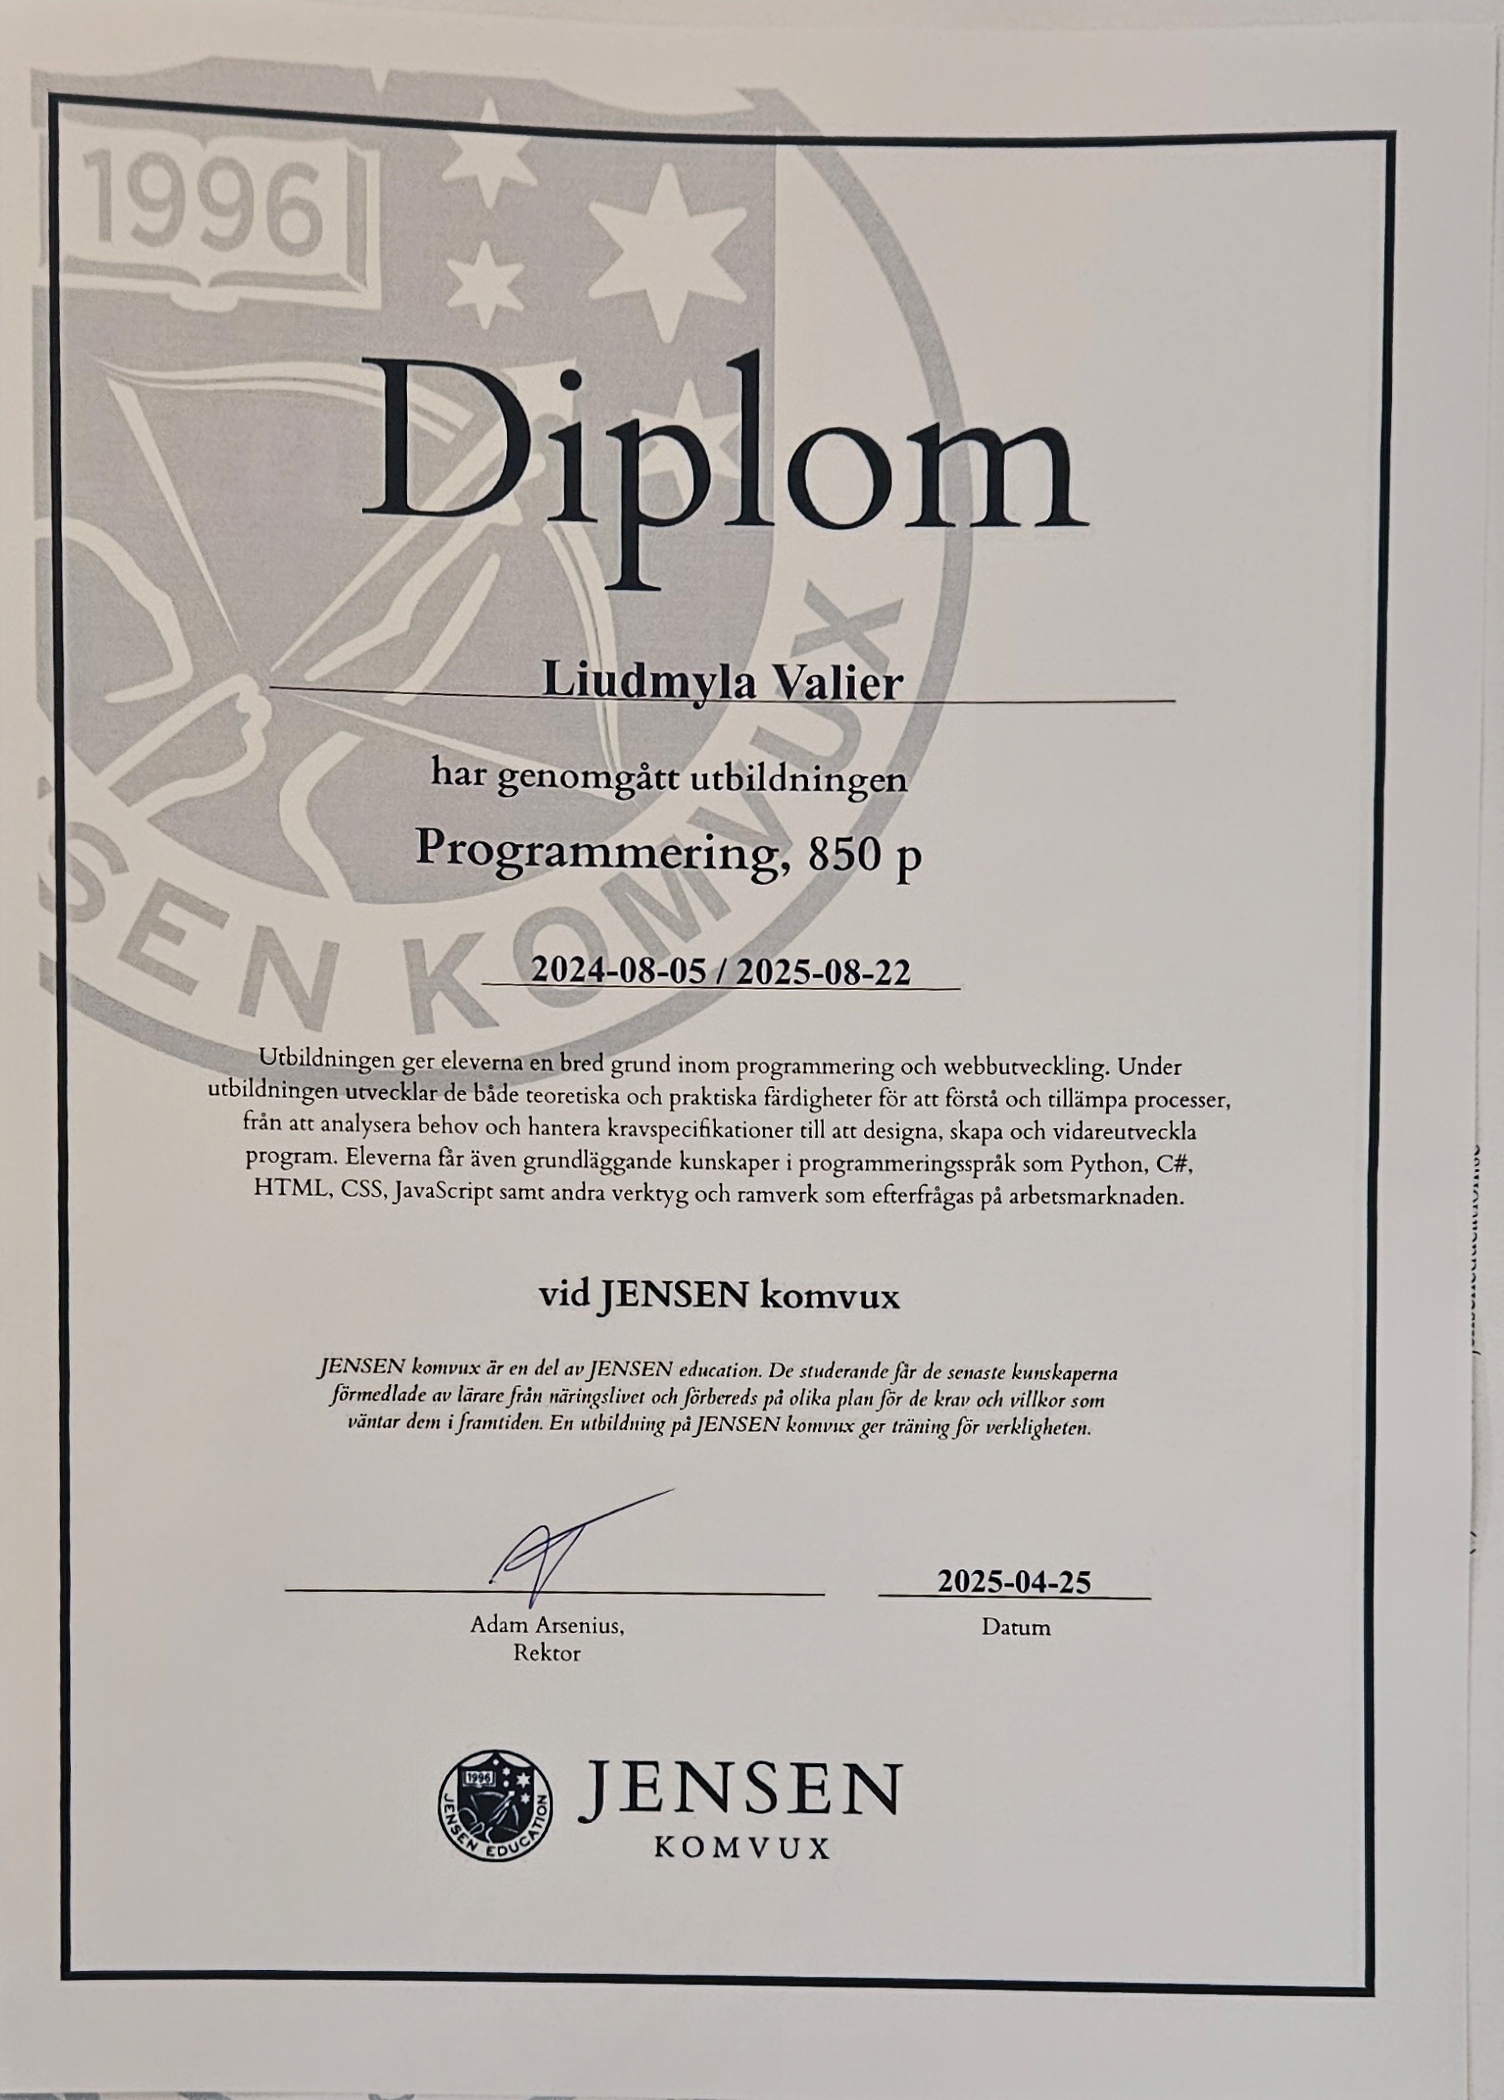 1996
Diplom
Liudmyla Valier
har genomgått utbildningen
Programmering, 850 p
SEN KOMVUX
2024-08-05 / 2025-08-22
Utbildningen ger eleverna en bred grund inom programmering och webbutveckling. Under
utbildningen utvecklar de både teoretiska och praktiska färdigheter för att förstå och tillämpa processer,
från att analysera behov och hantera kravspecifikationer till att designa, skapa och vidareutveckla
program. Eleverna får även grundläggande kunskaper i programmeringsspråk som Python, C#,
HTML, CSS, JavaScript samt andra verktyg och ramverk som efterfrågas på arbetsmarknaden.
vid JENSEN komvux
JENSEN komvux är en del av JENSEN education. De studerande får de senaste kunskaperna
förmedlade av lärare från näringslivet och förbereds på olika plan för de krav och villkor som
väntar dem i framtiden. En utbildning på JENSEN komvux ger träning för verkligheten.
2025-04-25
Adam Arsenius,
Rektor
Datum
1996
JENSEN EDUCATION
JENSEN
KOMVUX